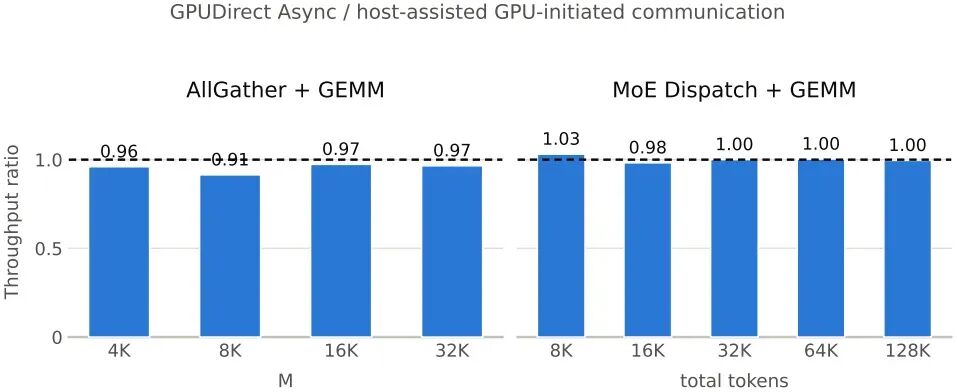 GPUDirect Async / host-assisted GPU-initiated communication
AllGather + GEMM
MoE Dispatch + GEMM
Throughput ratio
1.0
0.5
0
0.96
0.91
0.97
0.97
4K
8K
16K
32K
M
1.03
0.98
1.00
1.00
1.00
8K
16K
32K
64K
128K
total tokens